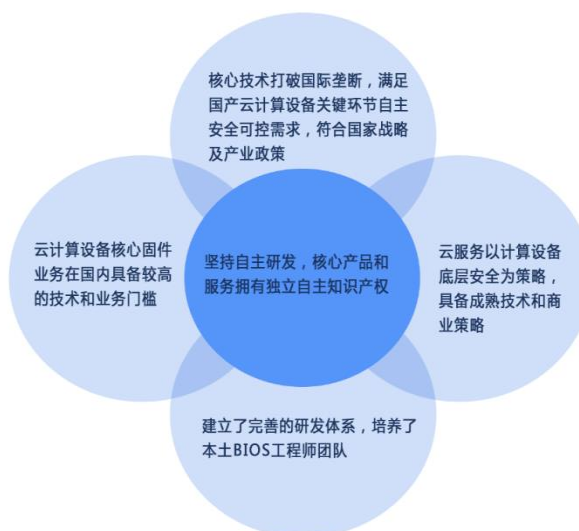 核心技术打破国际垄断，满足
国产云计算设备关键环节自主
安全可控需求，符合国家战略
及产业政策
云计算设备核心固件
业务在国内具备较高
的技术和业务门槛
坚持自主研发，核心产品和
服务拥有独立自主知识产权
云服务以计算设备
底层安全为策略，
具备成熟技术和商
业策略
建立了完善的研发体系，培养了
本土BIOS工程师团队